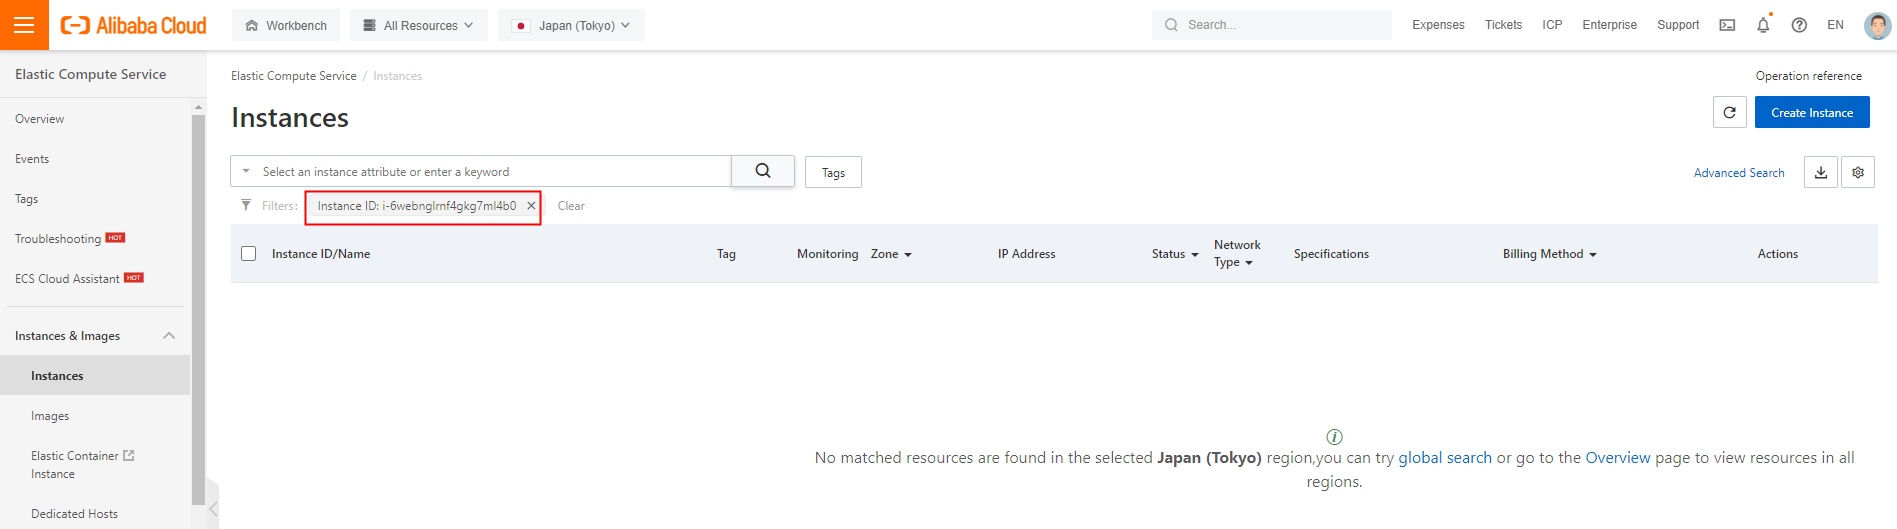 Alibaba Cloud
Workbench
All Resources
Japan (Tokyo)
Search...
Expenses
Tickets
ICP
Enterprise
Support
EN
Elastic Compute Service
Overview
Events
Tags
Troubleshooting HOT
ECS Cloud Assistant HOT
Instances & Images
Instances
Images
Elastic Container
Instance
Dedicated Hosts
Elastic Compute Service / Instances
Operation reference
Instances
Create Instance
Select an instance attribute or enter a keyword
Tags
Advanced Search
Filters: Instance ID: i-6webnglrnf4gkg7ml4b0 × Clear
Instance ID/Name
Tag
Monitoring
Zone
IP Address
Status
Network
Type
Specifications
Billing Method
Actions
No matched resources are found in the selected Japan (Tokyo) region,you can try global search or go to the Overview page to view resources in all
regions.